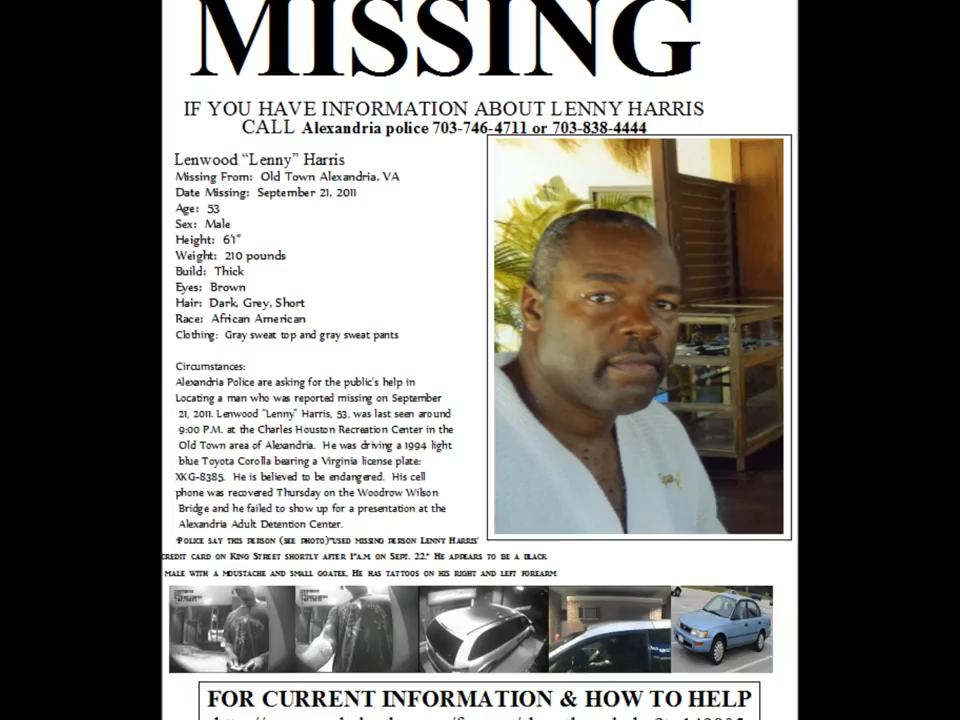 MISSING
IF YOU HAVE INFORMATION ABOUT LENNY HARRIS
CALL Alexandria police 703-746-4711 or 703-838-4444
Lenwood “Lenny” Harris
Missing From: Old Town Alexandria, VA
Date Missing: September 21, 2011
Age: 53
Sex: Male
Height: 6'1"
Weight: 210 pounds
Build: Thick
Eyes: Brown
Hair: Dark, Grey, Short
Race: African American
Clothing: Gray sweat top and gray sweat pants
Circumstances:
Alexandria Police are asking for the public's help in
Locating a man who was reported missing on September
21, 2011. Lenwood "Lenny" Harris, 53, was last seen around
9:00 P.M. at the Charles Houston Recreation Center in the
Old Town area of Alexandria. He was driving a 1994 light
blue Toyota Corolla bearing a Virginia license plate:
XKG-8385. He is believed to be endangered. His cell
phone was recovered Thursday on the Woodrow Wilson
Bridge and he failed to show up for a presentation at the
Alexandria Adult Detention Center.
"Police say this person (see photo)"used missing person Lenny Harris'
credit card on King Street shortly after 1"a.m. on Sept. 22." He appears to be a black
male with a moustache and small goatee. He has tattoos on his right and left forearm
FOR CURRENT INFORMATION & HOW TO HELP